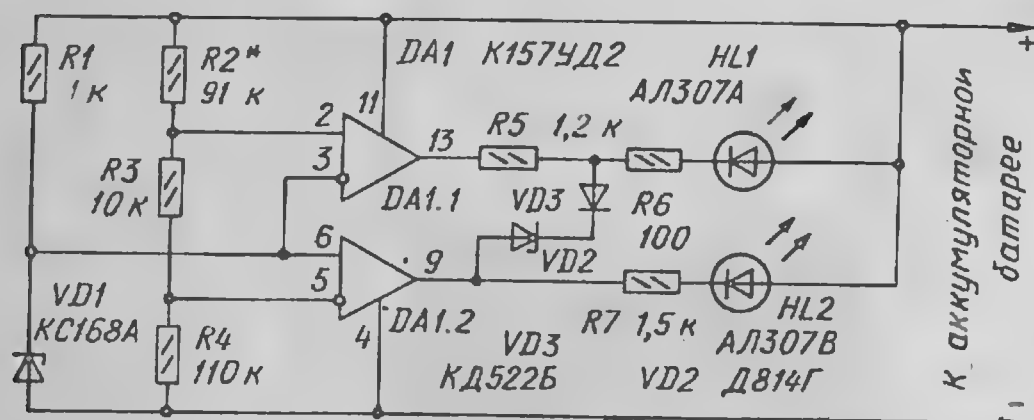 R1
1 к
R2*
91 к
DA1 К157УД2
HL1
АЛ307А
+
2
11
3
13
R5 1,2 к
DA1.1
R3
10 к
VD3
R6
100
VD2
6
5
9
4
DA1.2
VD1
КС168А
R4
110 к
R7 1,5 к
HL2
АЛ307В
VD3
КД522Б
VD2 Д814Г
К аккумуляторной
батарее